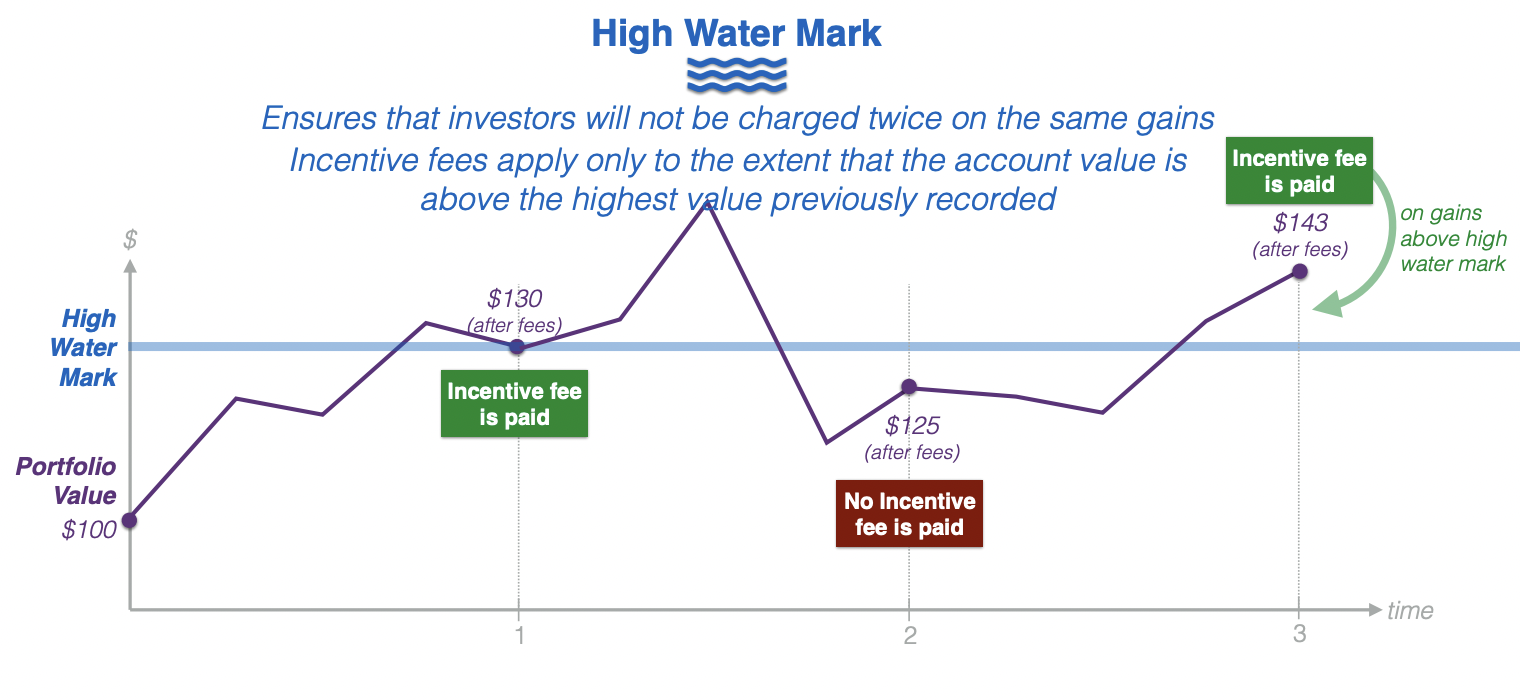 High Water Mark
Ensures that investors will not be charged twice on the same gains
Incentive fees apply only to the extent that the account value is
above the highest value previously recorded
Incentive fee
is paid
$143
(after fees)
on gains
above high
water mark
$
$130
(after fees)
High
Water
Mark
Incentive fee
is paid
$125
(after fees)
Portfolio
Value
$100
No Incentive
fee is paid
time
1
2
3